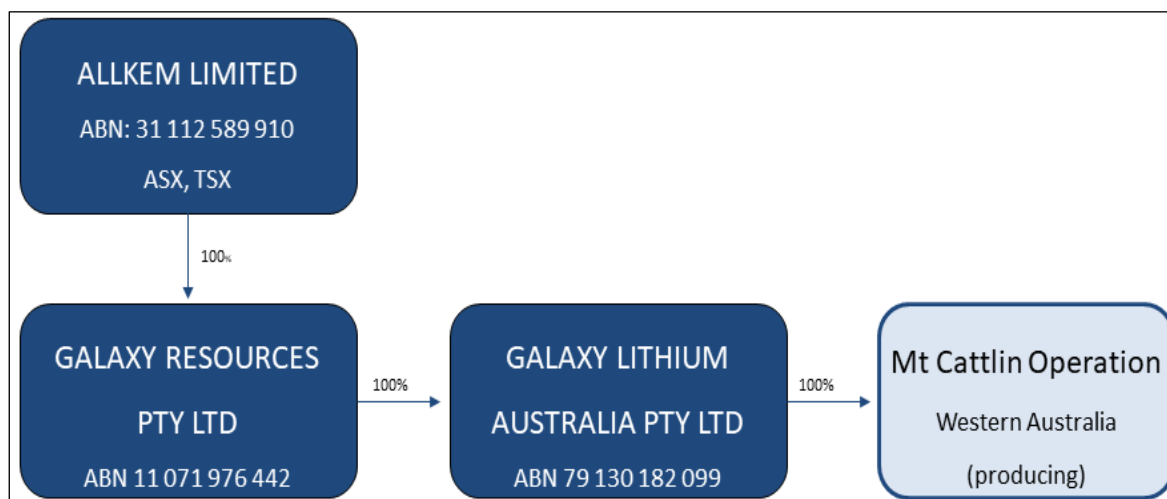 ALLKEM LIMITED
ABN: 31 112 589 910
ASX, TSX
100%
GALAXY RESOURCES
PTY LTD
ABN 11 071 976 442
100%
GALAXY LITHIUM
AUSTRALIA PTY LTD
ABN 79 130 182 099
100%
Mt Cattlin Operation
Western Australia
(producing)